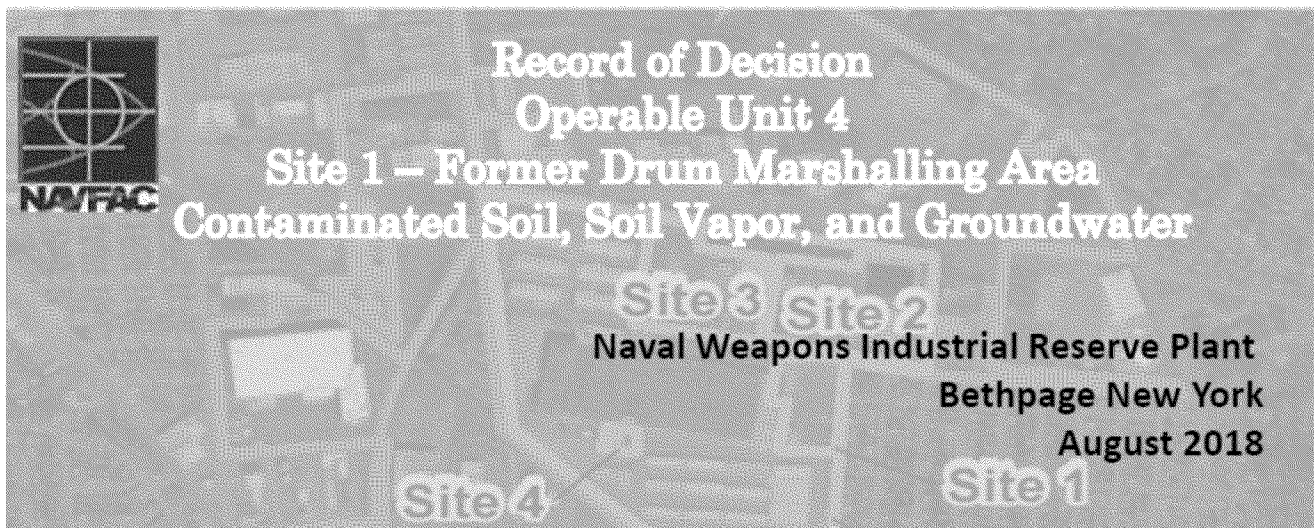 Record of Decision
Operable Unit 4
Site 1 – Former Drum Marshalling Area
Contaminated Soil, Soil Vapor, and Groundwater
NAVFAC
Site 3 Site 2
Naval Weapons Industrial Reserve Plant
Bethpage New York
August 2018
Site 4
Site 1